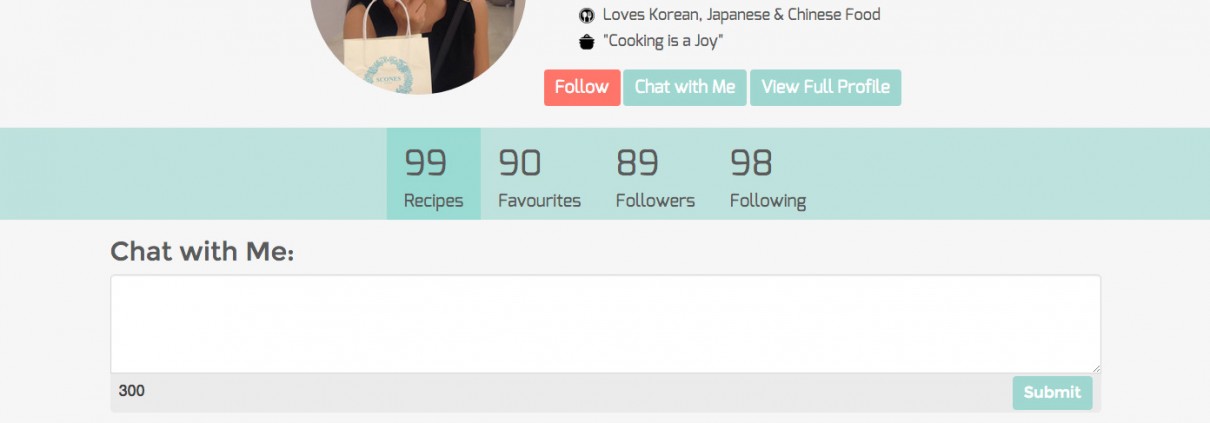 Loves Korean, Japanese & Chinese Food
"Cooking is a Joy"
SCONES
Follow Chat with Me View Full Profile
99 90 89 98
Recipes Favourites Followers Following
Chat with Me:
300 Submit